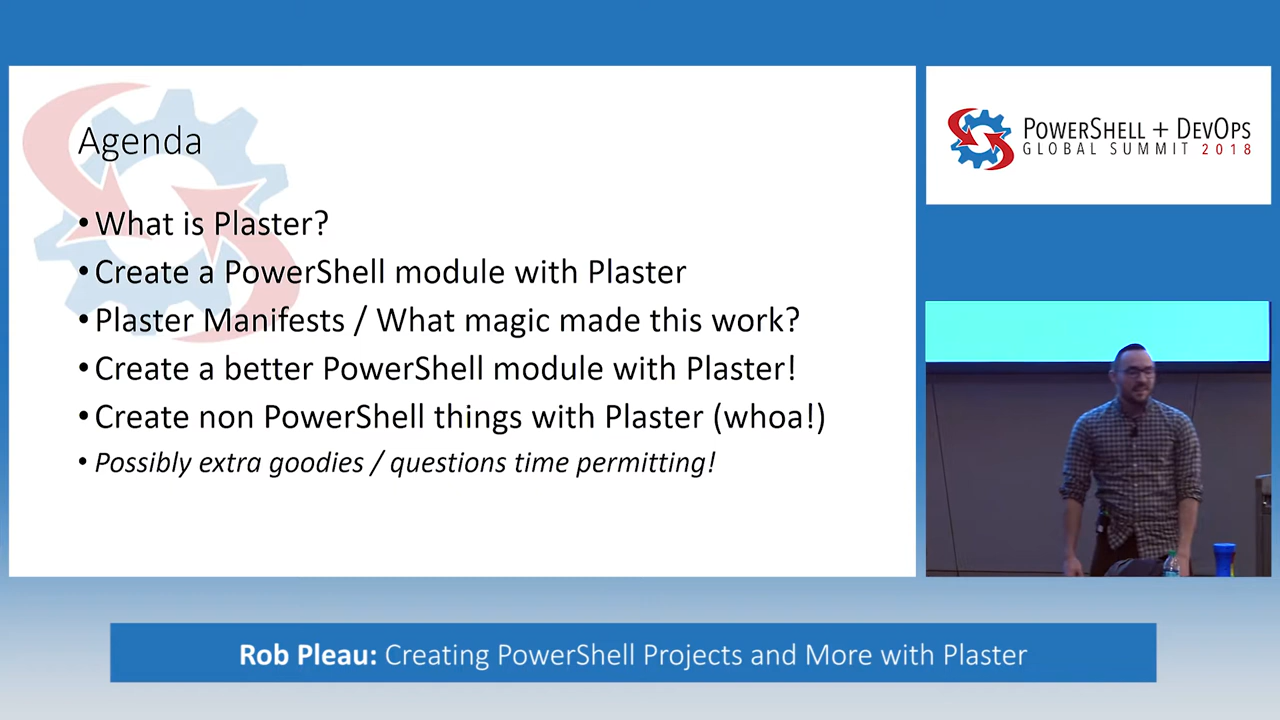 Agenda
• What is Plaster?
• Create a PowerShell module with Plaster
• Plaster Manifests / What magic made this work?
• Create a better PowerShell module with Plaster!
• Create non PowerShell things with Plaster (whoa!)
• Possibly extra goodies / questions time permitting!
POWERSHELL + DEVOPS
GLOBAL SUMMIT 2018
Rob Pleau: Creating PowerShell Projects and More with Plaster